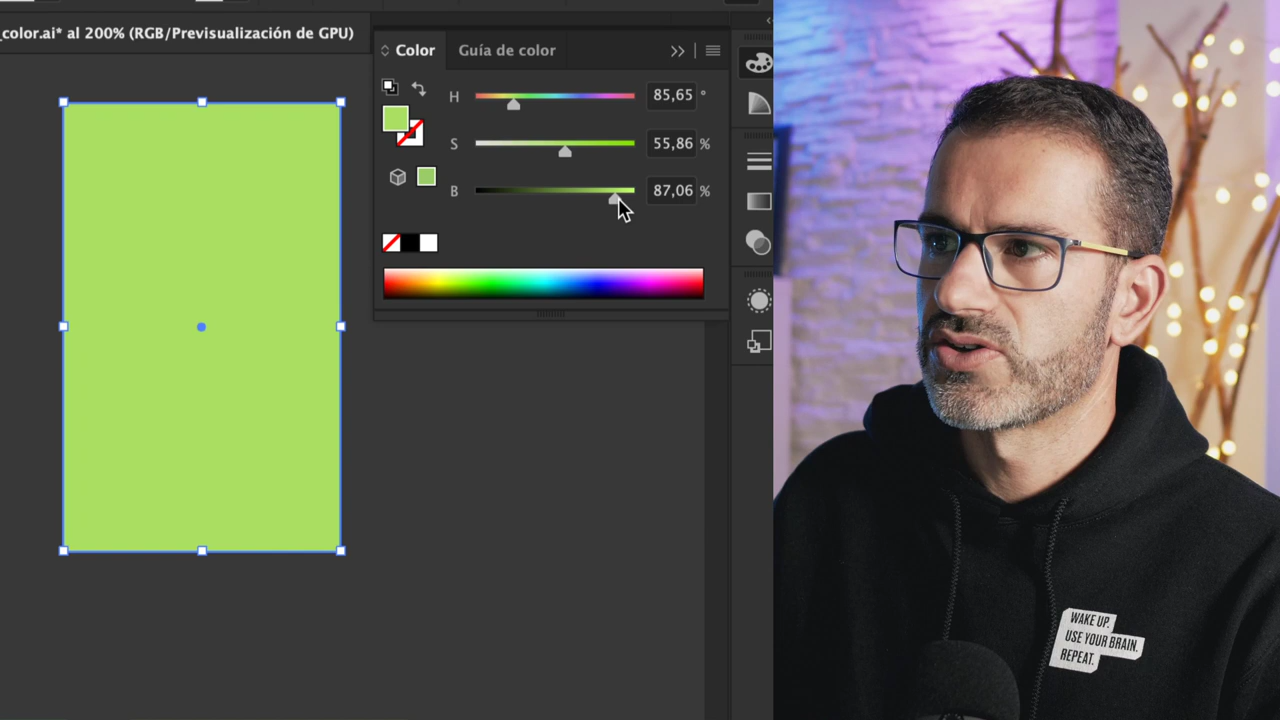 _color.ai* al 200% (RGB/Previsualización de GPU)
Color
Guía de color
H 85,65 °
S 55,86 %
B 87,06 %
WAKE UP.
USE YOUR BRAIN.
REPEAT.